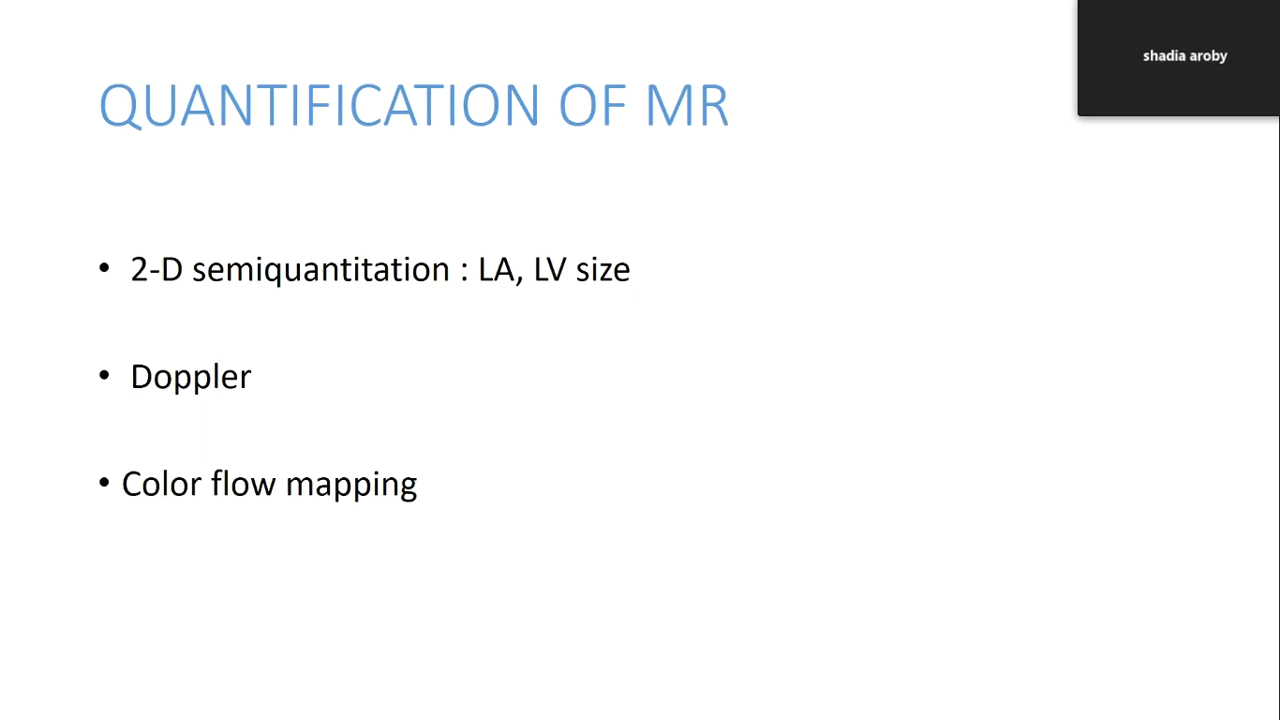 shadia aroby
QUANTIFICATION OF MR
• 2-D semiquantitation : LA, LV size
• Doppler
• Color flow mapping